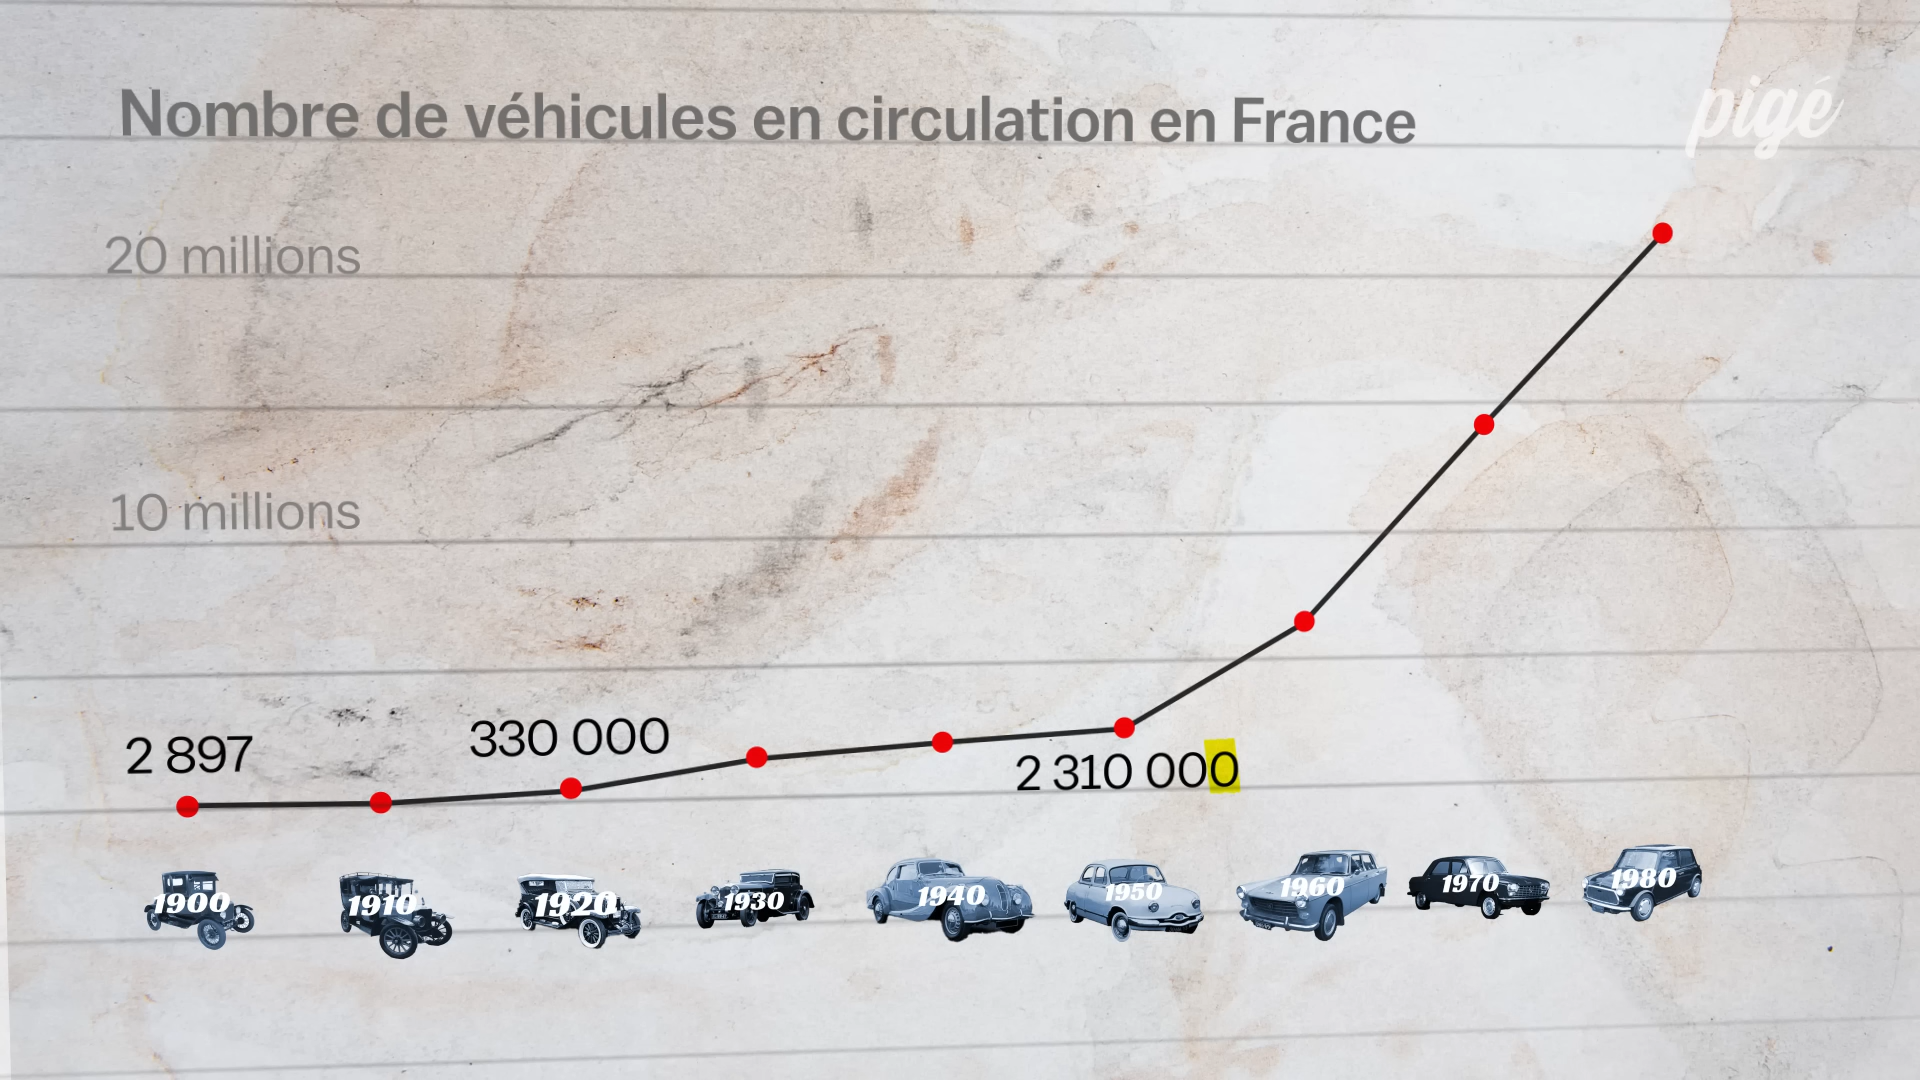 Nombre de véhicules en circulation en France
pigé
20 millions
10 millions
2 897
330 000
2 310 000
1900
1910
1920
1930
1940
1950
1960
1970
1980